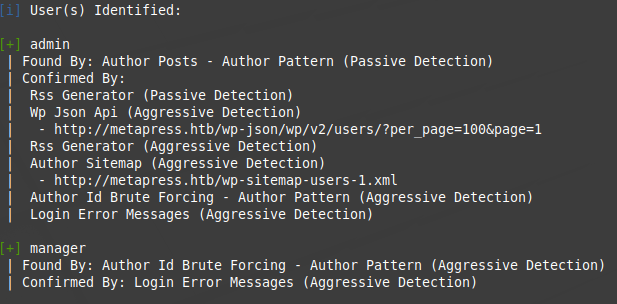 [i] User(s) Identified:
[+] admin
| Found By: Author Posts - Author Pattern (Passive Detection)
| Confirmed By:
|  Rss Generator (Passive Detection)
|  Wp Json Api (Aggressive Detection)
|   - http://metapress.htb/wp-json/wp/v2/users/?per_page=100&page=1
|  Rss Generator (Aggressive Detection)
|  Author Sitemap (Aggressive Detection)
|   - http://metapress.htb/wp-sitemap-users-1.xml
|  Author Id Brute Forcing - Author Pattern (Aggressive Detection)
|  Login Error Messages (Aggressive Detection)
[+] manager
| Found By: Author Id Brute Forcing - Author Pattern (Aggressive Detection)
| Confirmed By: Login Error Messages (Aggressive Detection)